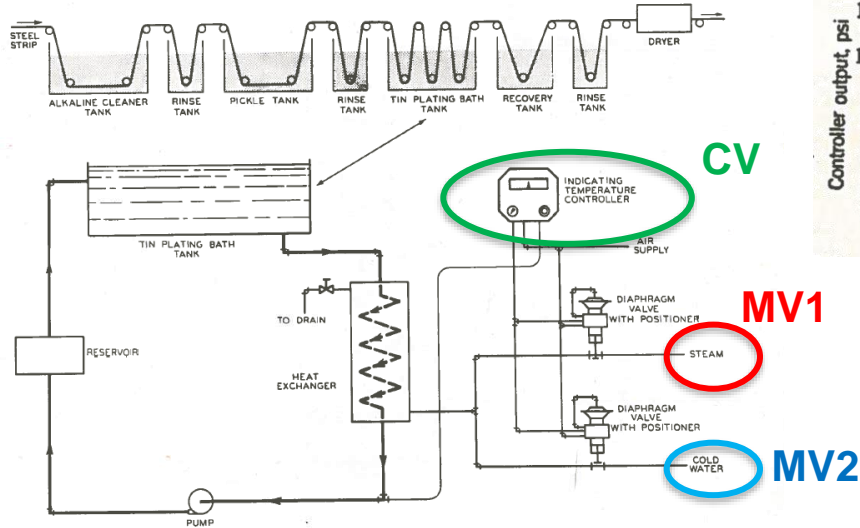 STEEL
STRIP
ALKALINE CLEANER
TANK
RINSE
TANK
PICKLE TANK
RINSE
TANK
TIN PLATING BATH
TANK
RECOVERY
TANK
RINSE
TANK
DRYER
Controller output, psi
CV
INDICATING
TEMPERATURE
CONTROLLER
AIR
SUPPLY
TIN PLATING BATH
TANK
TO DRAIN
DIAPHRAGM
VALVE
WITH POSITIONER
MV1
STEAM
RESERVOIR
HEAT
EXCHANGER
DIAPHRAGM
VALVE
WITH POSITIONER
COLD
WATER
MV2
PUMP